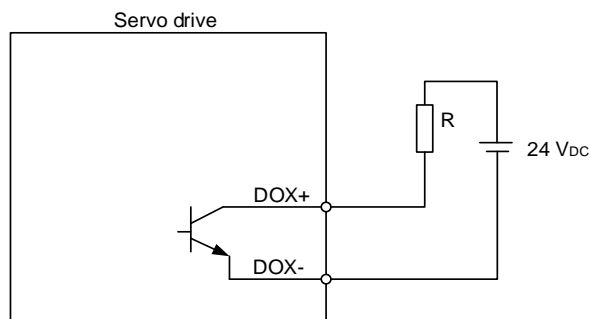 Servo drive
R
24 VDC
DOX+
DOX-